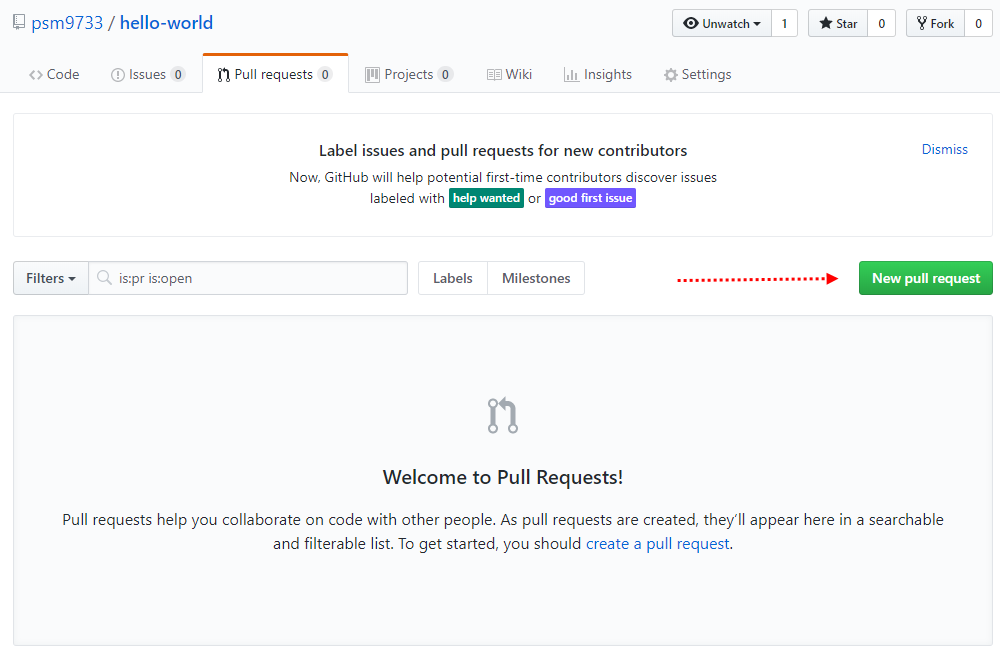 psm9733 / hello-world
Unwatch 1 Star 0 Fork 0
Code Issues 0 Pull requests 0 Projects 0 Wiki Insights Settings
Label issues and pull requests for new contributors
Dismiss
Now, GitHub will help potential first-time contributors discover issues
labeled with help wanted or good first issue
Filters is:pr is:open Labels Milestones New pull request
Welcome to Pull Requests!
Pull requests help you collaborate on code with other people. As pull requests are created, they’ll appear here in a searchable
and filterable list. To get started, you should create a pull request.